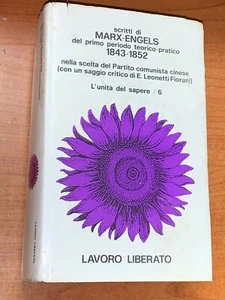 scritti di
MARX-ENGELS
del primo periodo teorico-pratico
1843-1852
nella scelta del Partito comunista cinese
(con un saggio critico di E. Leonetti Fiorani)
L'unità del sapere / 6
LAVORO LIBERATO